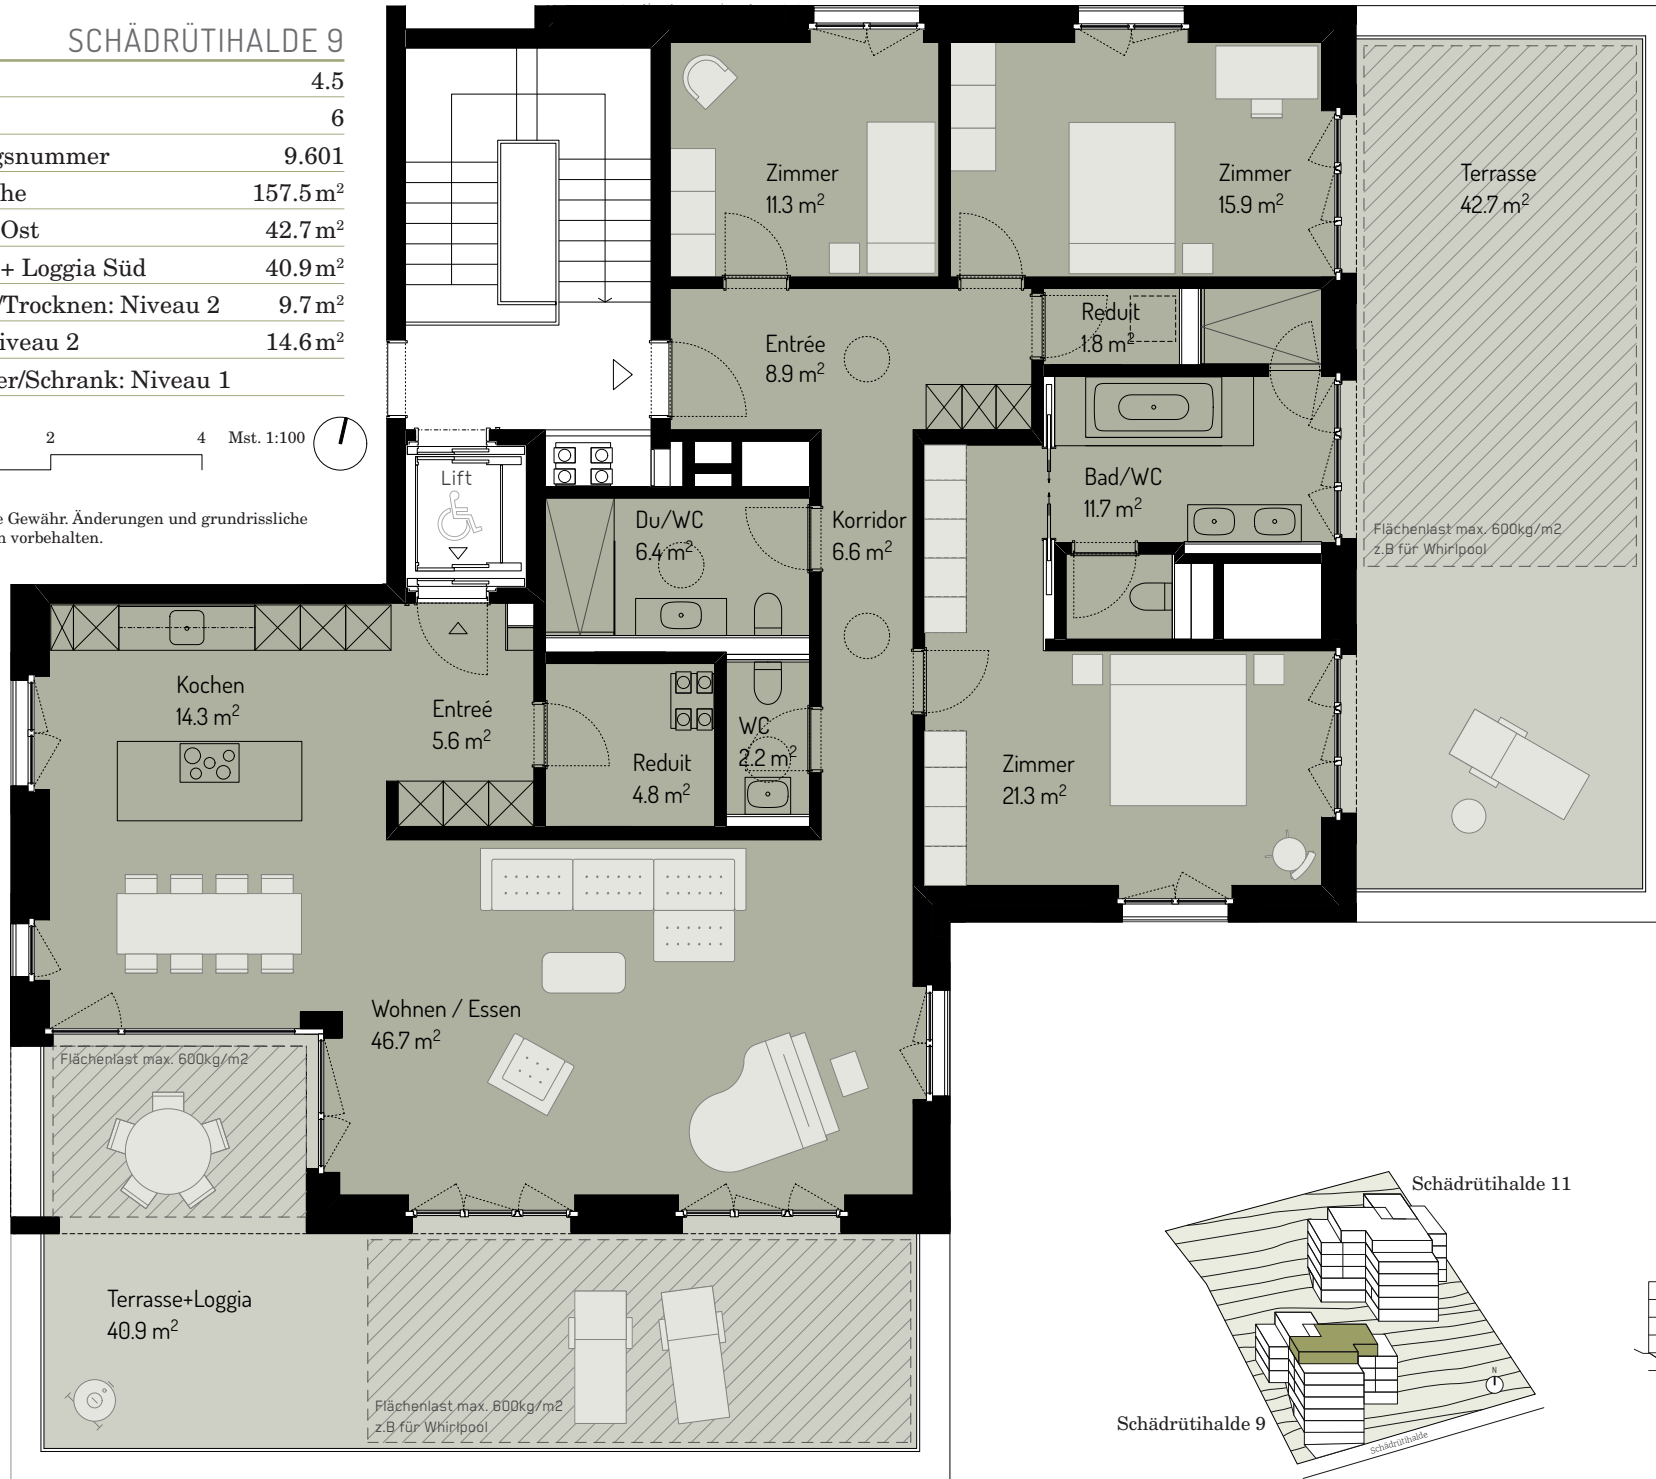 SCHÄDRÜTIHALDE 9
4.5
6
gsnummer 9.601
he 157.5 m²
Ost 42.7 m²
+ Loggia Süd 40.9 m²
/Trocknen: Niveau 2 9.7 m²
iveau 2 14.6 m²
er/Schrank: Niveau 1
2 4 Mst. 1:100
e Gewähr. Änderungen und grundrissliche
n vorbehalten.
Zimmer
11.3 m²
Zimmer
15.9 m²
Terrasse
42.7 m²
Entrée
8.9 m²
Reduit
1.8 m²
Lift
Du/WC
6.4 m²
Korridor
6.6 m²
Bad/WC
11.7 m²
Flächenlast max. 600kg/m2
z.B für Whirlpool
Kochen
14.3 m²
Entreé
5.6 m²
Reduit
4.8 m²
WC
2.2 m²
Zimmer
21.3 m²
Wohnen / Essen
46.7 m²
Flächenlast max. 600kg/m2
Terrasse+Loggia
40.9 m²
Flächenlast max. 600kg/m2
z.B für Whirlpool
Schädrütihalde 11
N
Schädrütihalde 9
Schädrütihalde